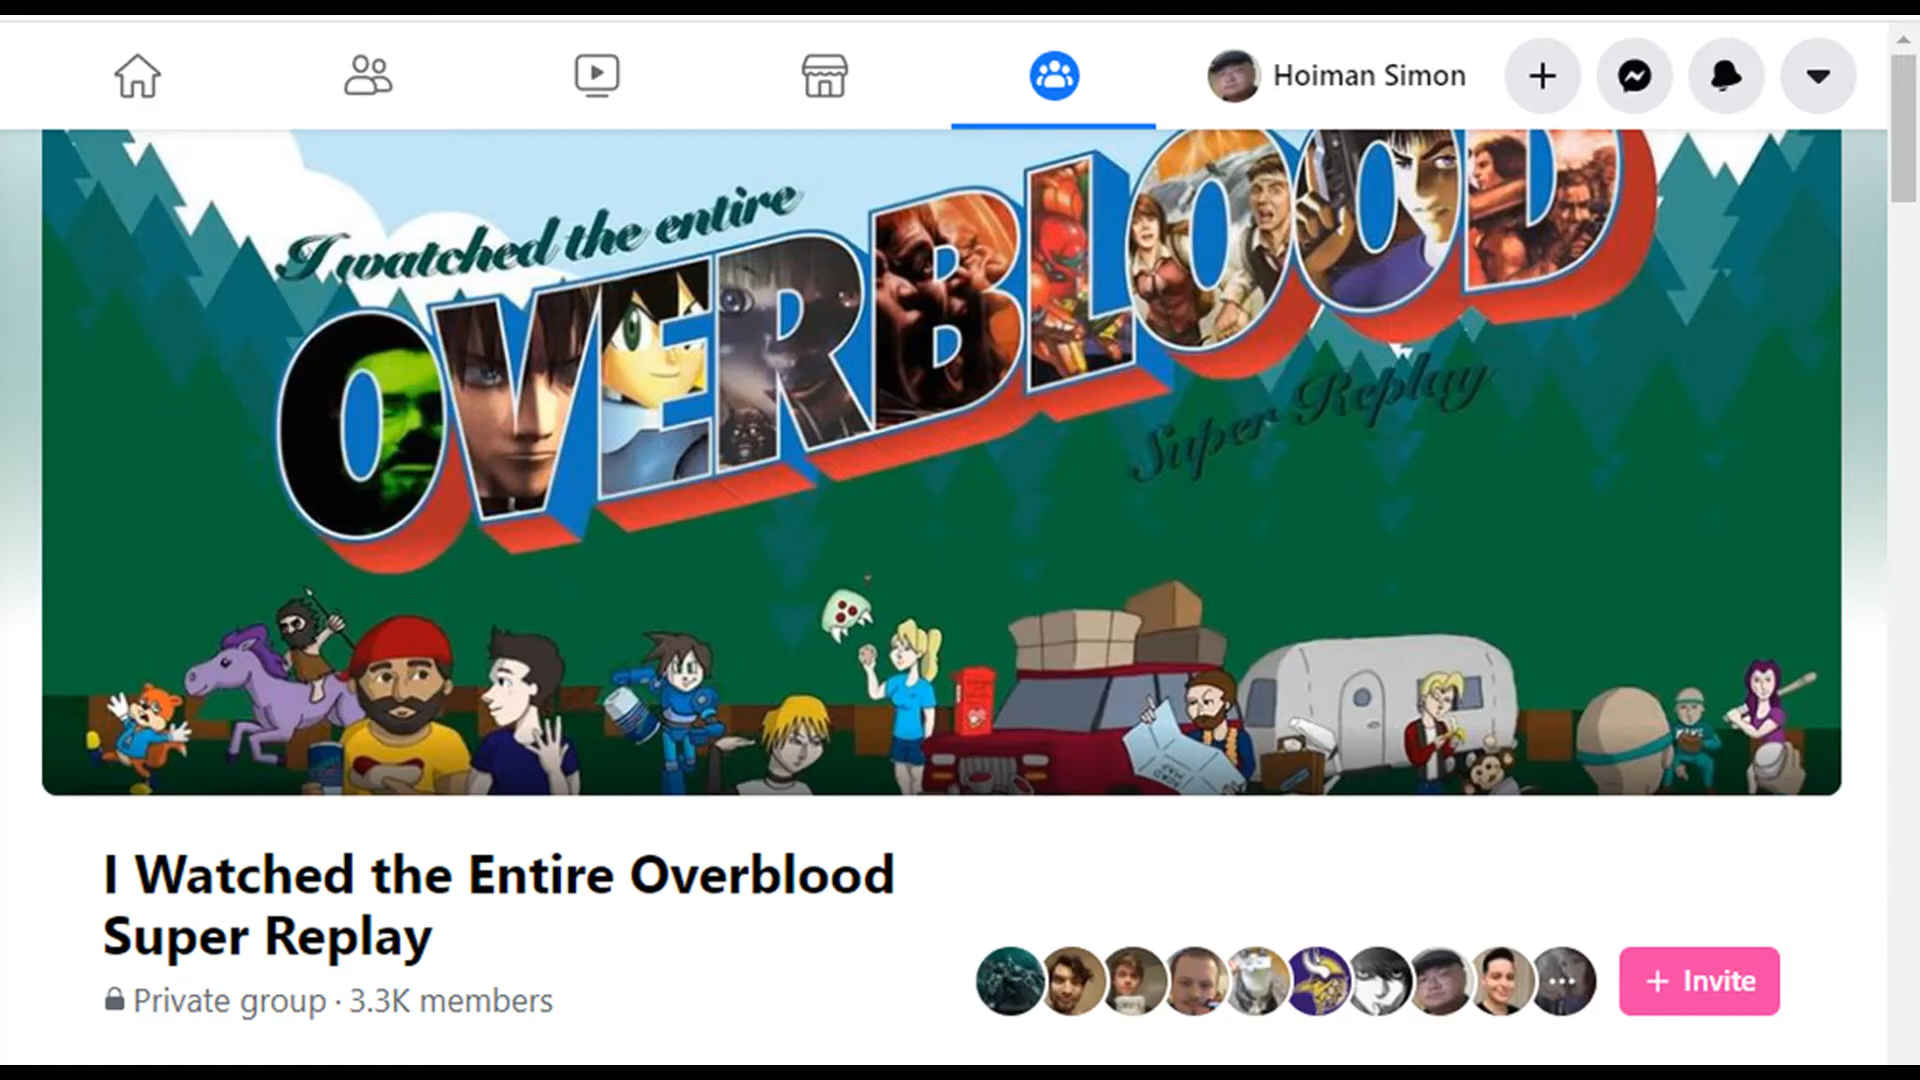 Hoiman Simon
I watched the entire
OVERBLOOD
Super Replay
I Watched the Entire Overblood
Super Replay
Private group · 3.3K members
+ Invite